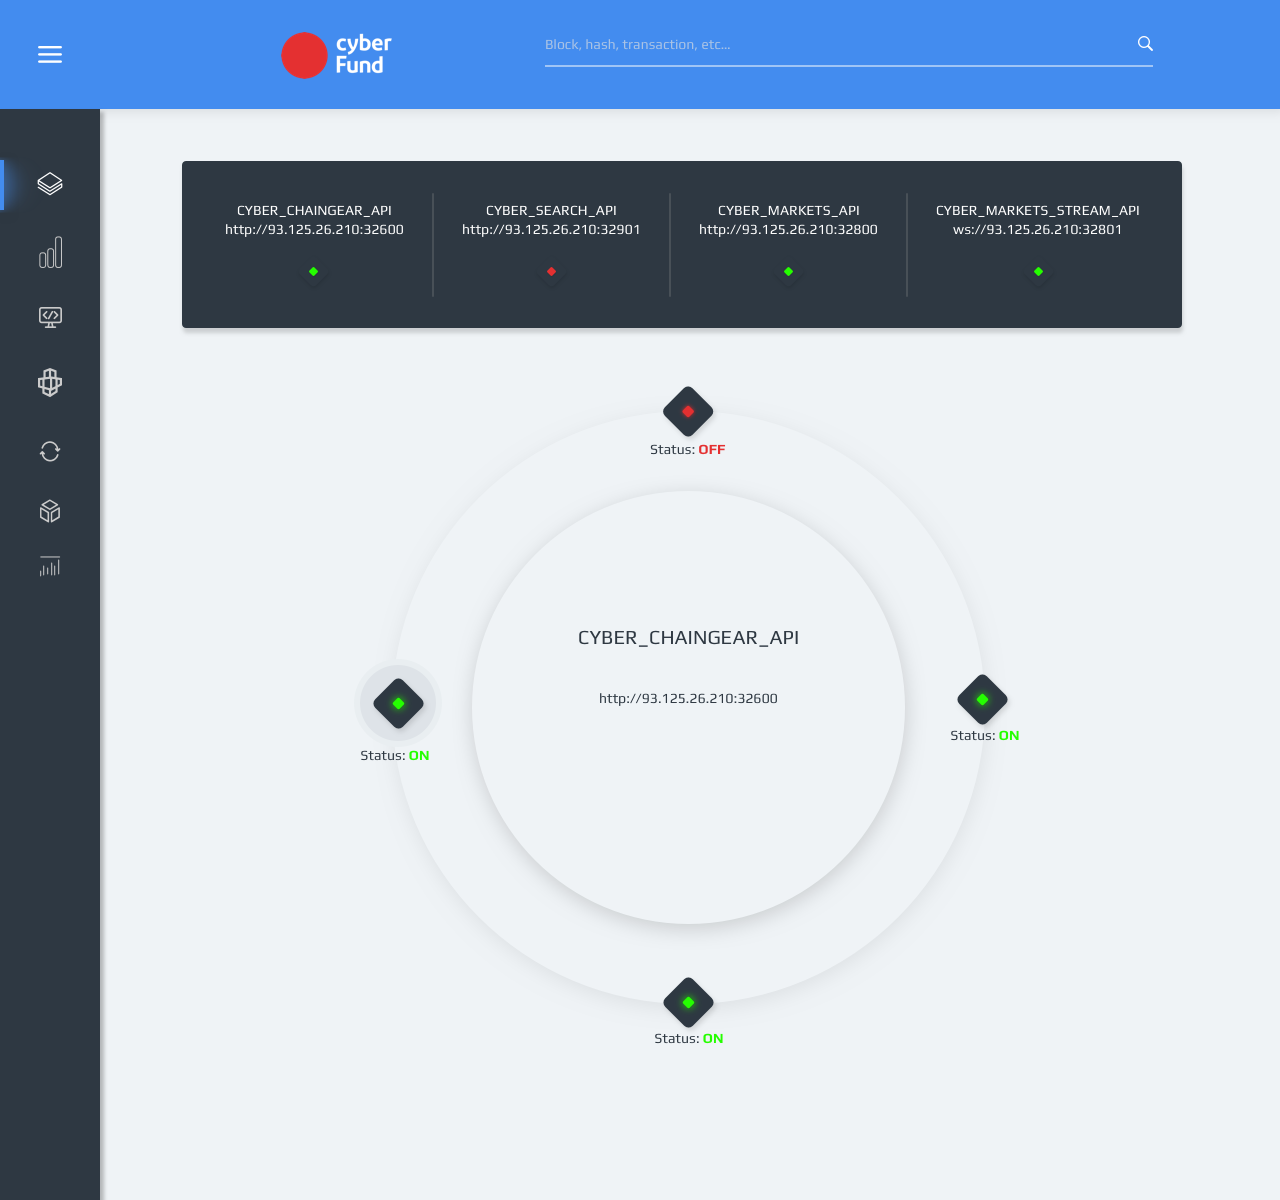 cyber
Fund
Block, hash, transaction, etc...
CYBER_CHAINGEAR_API
http://93.125.26.210:32600
CYBER_SEARCH_API
http://93.125.26.210:32901
CYBER_MARKETS_API
http://93.125.26.210:32800
CYBER_MARKETS_STREAM_API
ws://93.125.26.210:32801
Status: OFF
CYBER_CHAINGEAR_API
http://93.125.26.210:32600
Status: ON
Status: ON
Status: ON